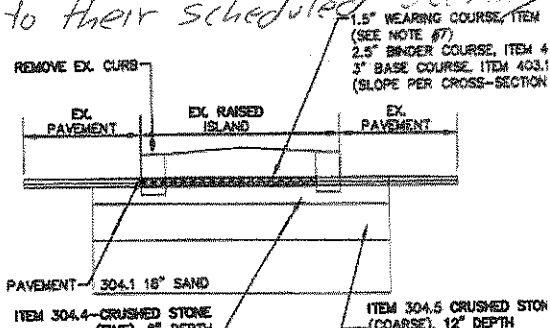 to their scheduled
1.5" WEARING COURSE, ITEM
(SEE NOTE #7)
2.5" BINDER COURSE, ITEM 4
3" BASE COURSE, ITEM 403.1
(SLOPE PER CROSS-SECTION
REMOVE EX. CURB
EX. PAVEMENT
EX. RAISED ISLAND
EX. PAVEMENT
PAVEMENT
304.1 18" SAND
ITEM 304.4-CRUSHED STONE
DEPTH
ITEM 304.5 CRUSHED STON
(COARSE), 12" DEPTH